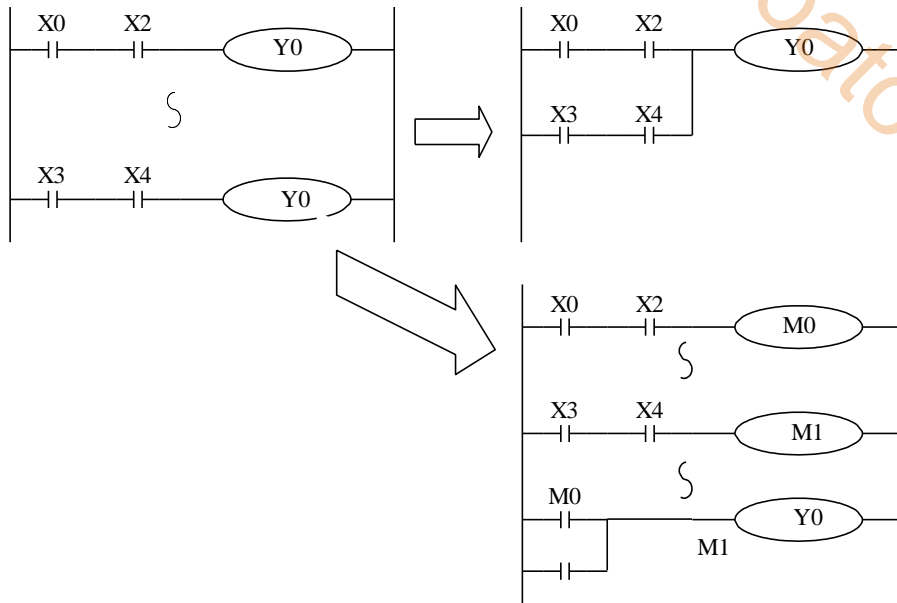 X0 X2 Y0
X3 X4 Y0
X0 X2 Y0
X3 X4
X0 X2 M0
X3 X4 M1
M0 Y0
M1